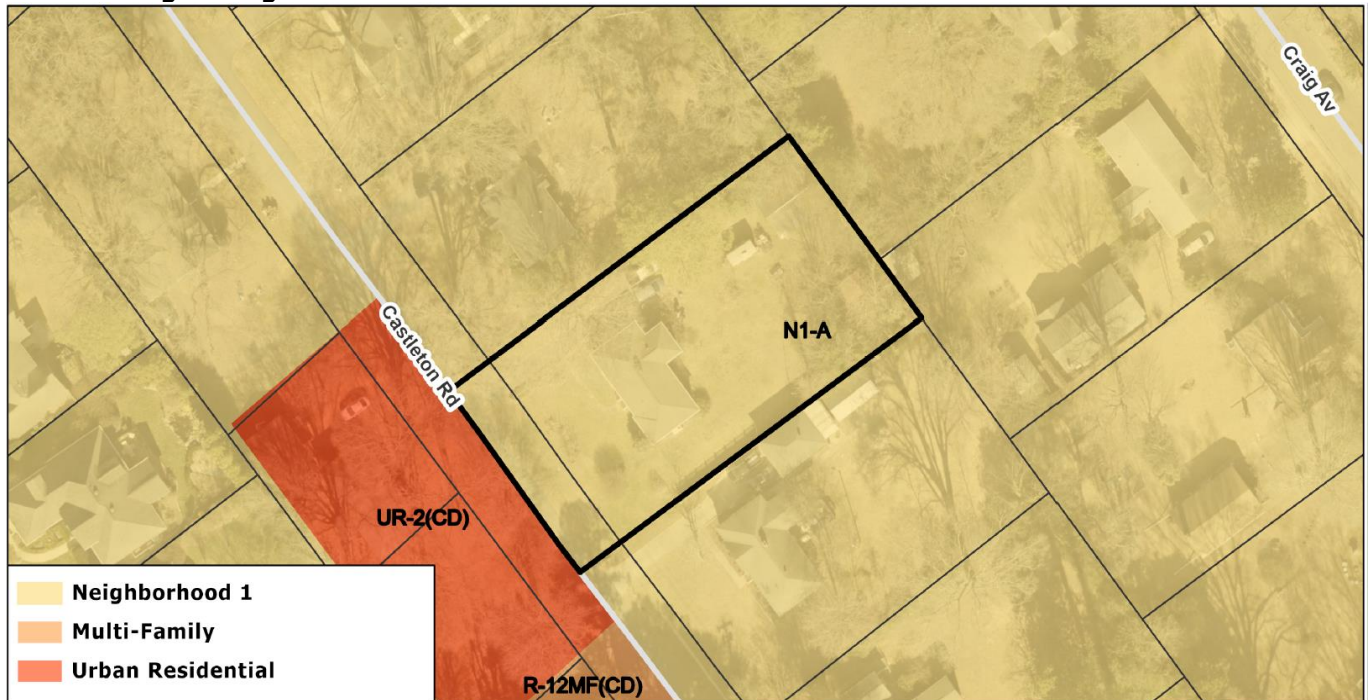 Craig Av
Castleton Rd
N1-A
UR-2(CD)
R-12MF(CD)
Neighborhood 1
Multi-Family
Urban Residential